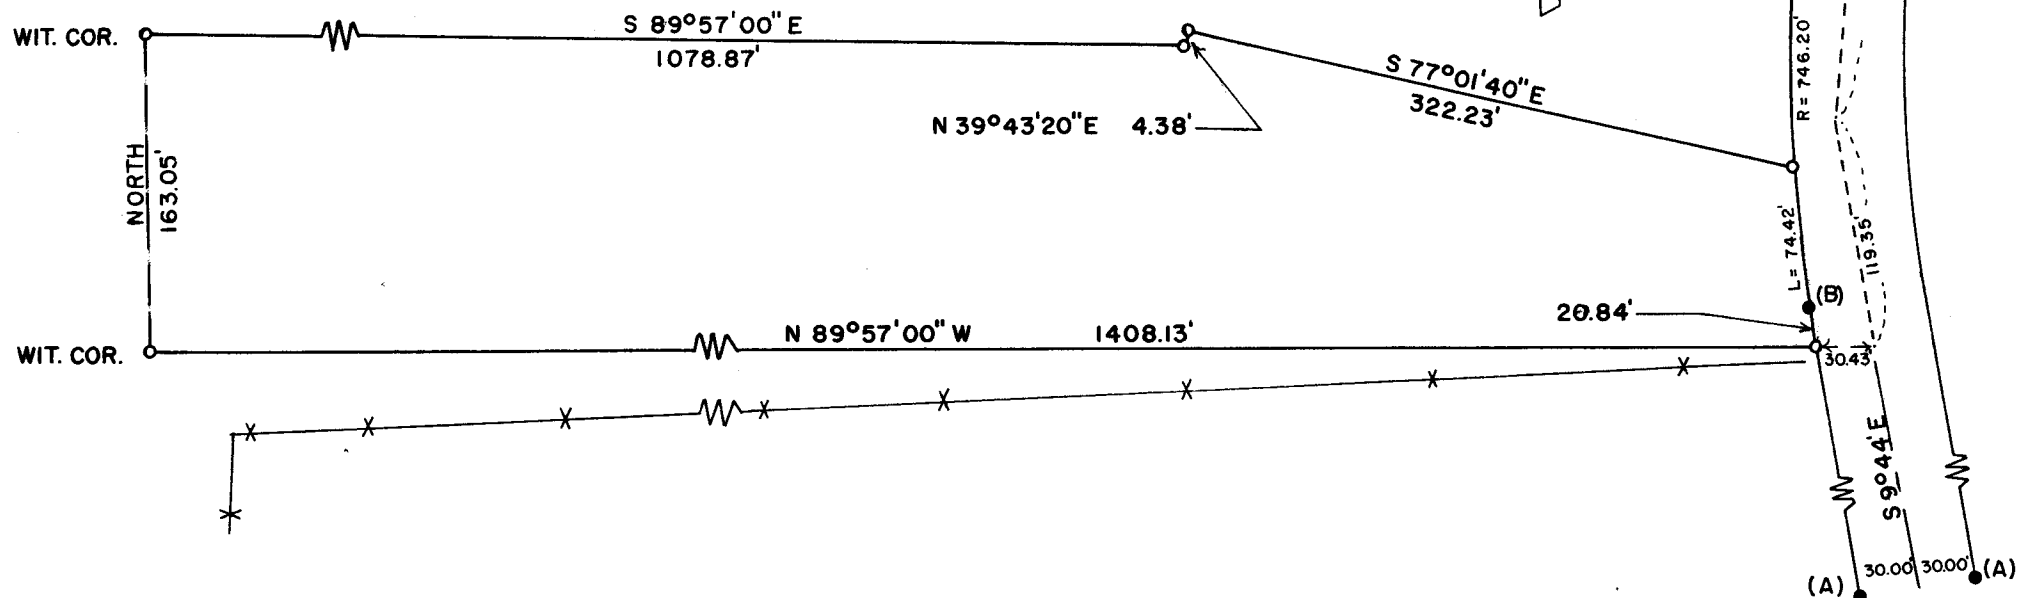 WIT. COR.
S 89°57'00" E
1078.87'
N 39°43'20"E 4.38'
S 77°01'40"E
322.23'
R= 746.20'
NORTH
163.05'
L= 74.42'
119.35'
(B)
20.84'
WIT. COR.
N 89°57'00" W 1408.13'
30.43'
S 9°44'E
30.00' 30.00'
(A)
(A)